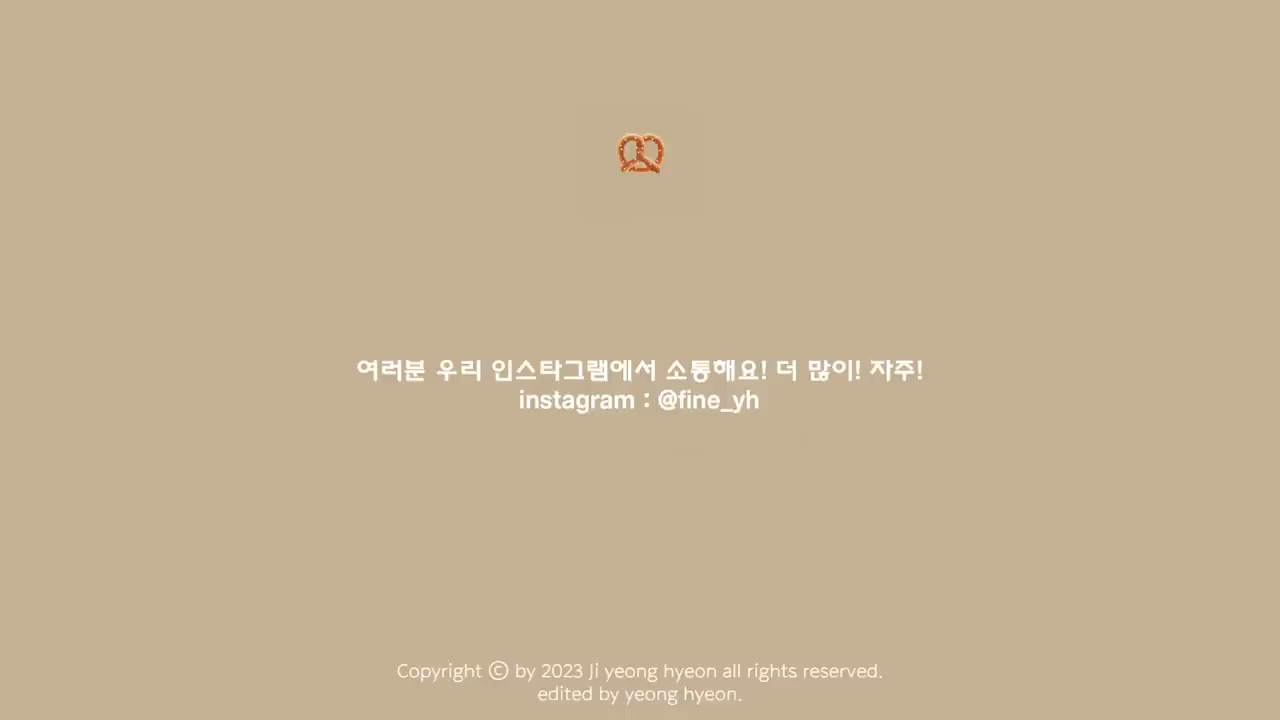 여러분 우리 인스타그램에서 소통해요! 더 많이! 자주!
instagram : @fine_yh
Copyright ⓒ by 2023 Ji yeong hyeon all rights reserved.
edited by yeong hyeon.